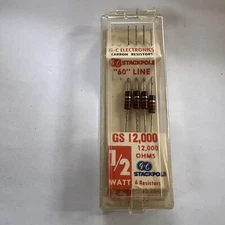 G-C ELECTRONICS
CARBON RESISTORS
STACKPOLE
"60" LINE
GS 12,000
12,000
OHMS
1/2
WATT
STACKPOLE
4 Resistors